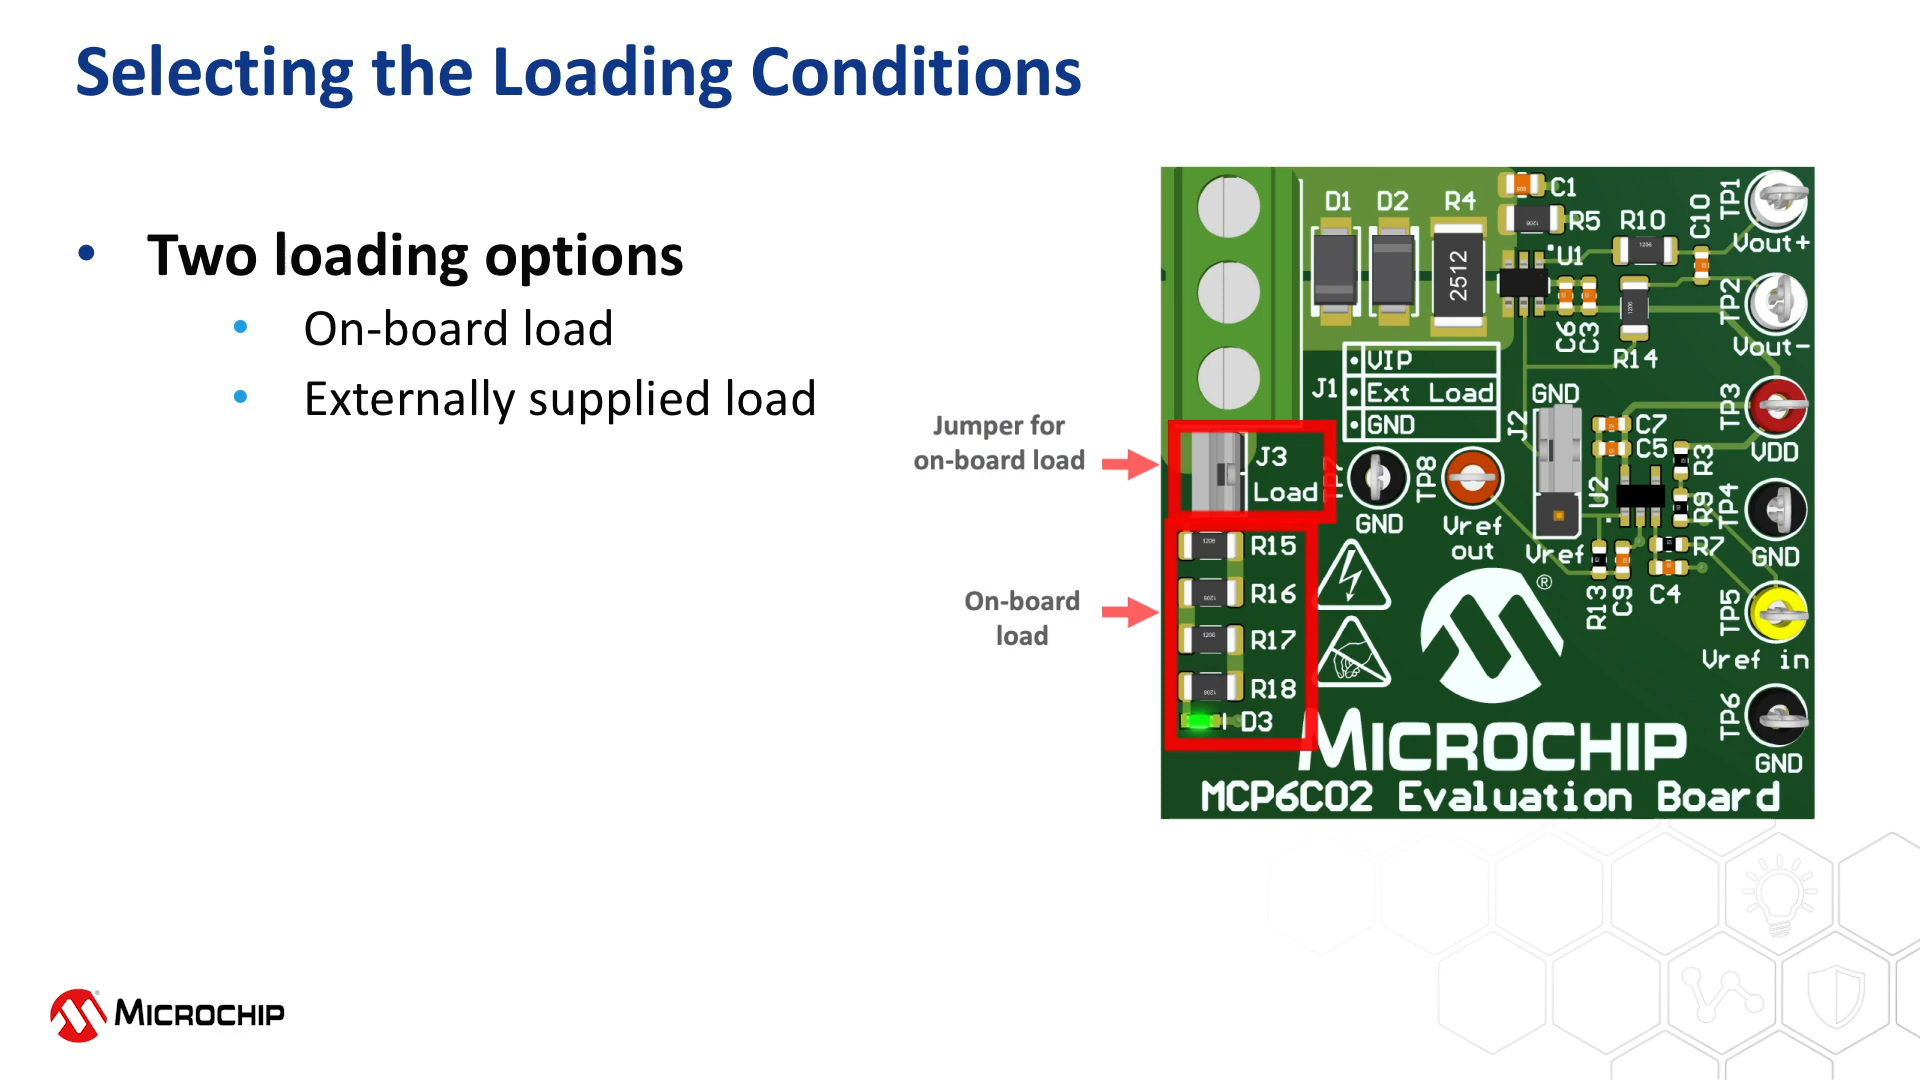 Selecting the Loading Conditions
• Two loading options
• On-board load
• Externally supplied load
Jumper for
on-board load
On-board
load
D1
D2
R4
2512
C1
R5
U1
R10
C10
TP1
Vout+
C6
C3
R14
TP2
Vout-
J1
VIP
Ext Load
GND
GND
J2
C7
C5
R3
TP3
VDD
J3
Load
TP7
GND
TP8
Vref
out
Vref
U2
R9
R7
TP4
GND
R13
C9
C4
TP5
Vref in
R15
R16
R17
R18
D3
TP6
GND
®
MICROCHIP
MCP6C02 Evaluation Board
MICROCHIP